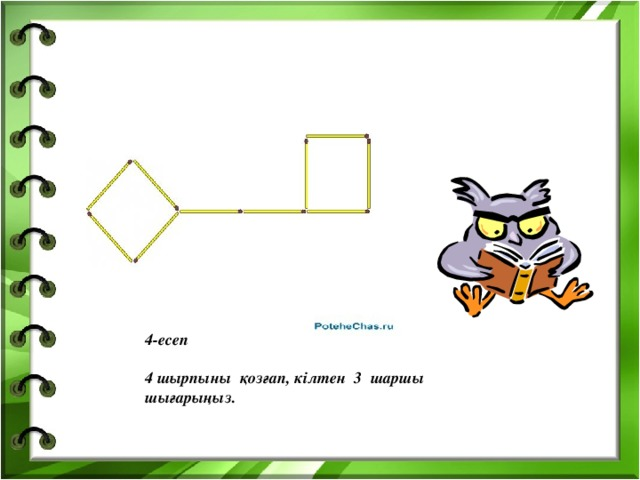 PoteheChas.ru
4-есеп
4 шырпыны қозғап, кілтен 3 шаршы
шығарыңыз.